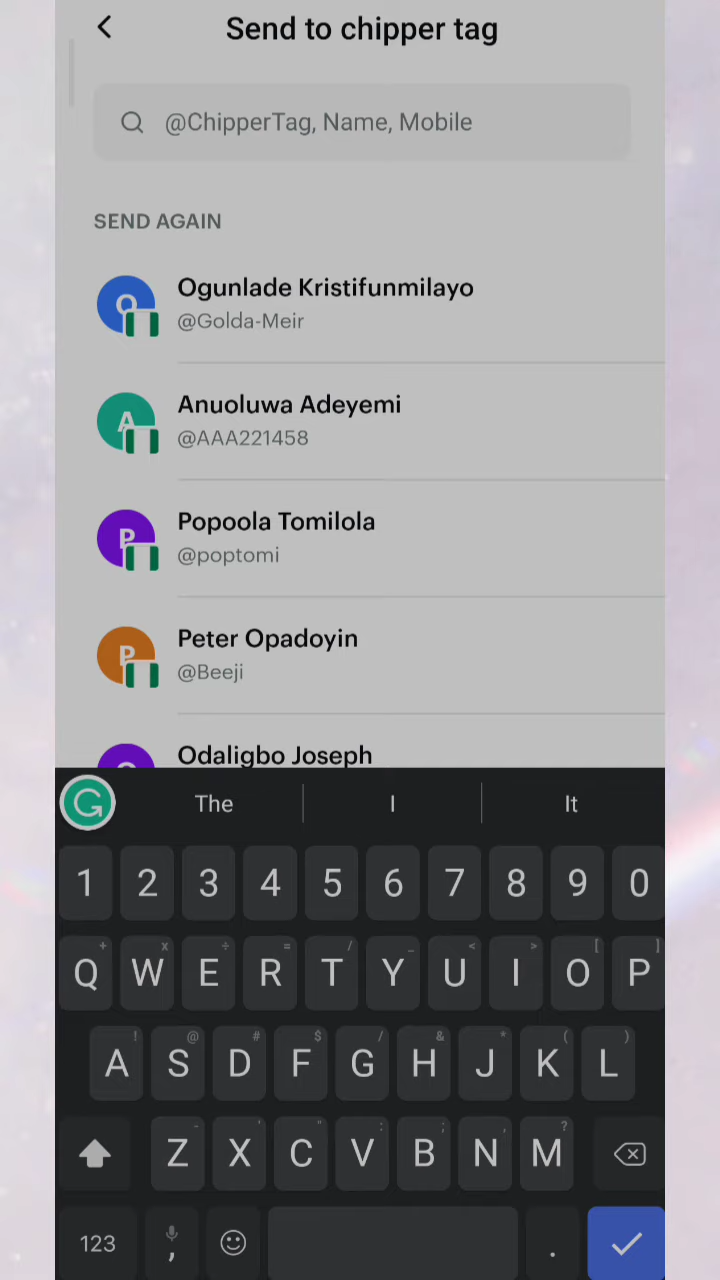 Send to chipper tag
@ChipperTag, Name, Mobile
SEND AGAIN
O
Ogunlade Kristifunmilayo
@Golda-Meir
A
Anuoluwa Adeyemi
@AAA221458
P
Popoola Tomilola
@poptomi
P
Peter Opadoyin
@Beeji
Odaligbo Joseph
The I It
1 2 3 4 5 6 7 8 9 0
+ × ÷ = / _ < > [ ]
Q W E R T Y U I O P
! @ # $ / & * ( )
A S D F G H J K L
- ' " : ; , ?
Z X C V B N M
123 , .